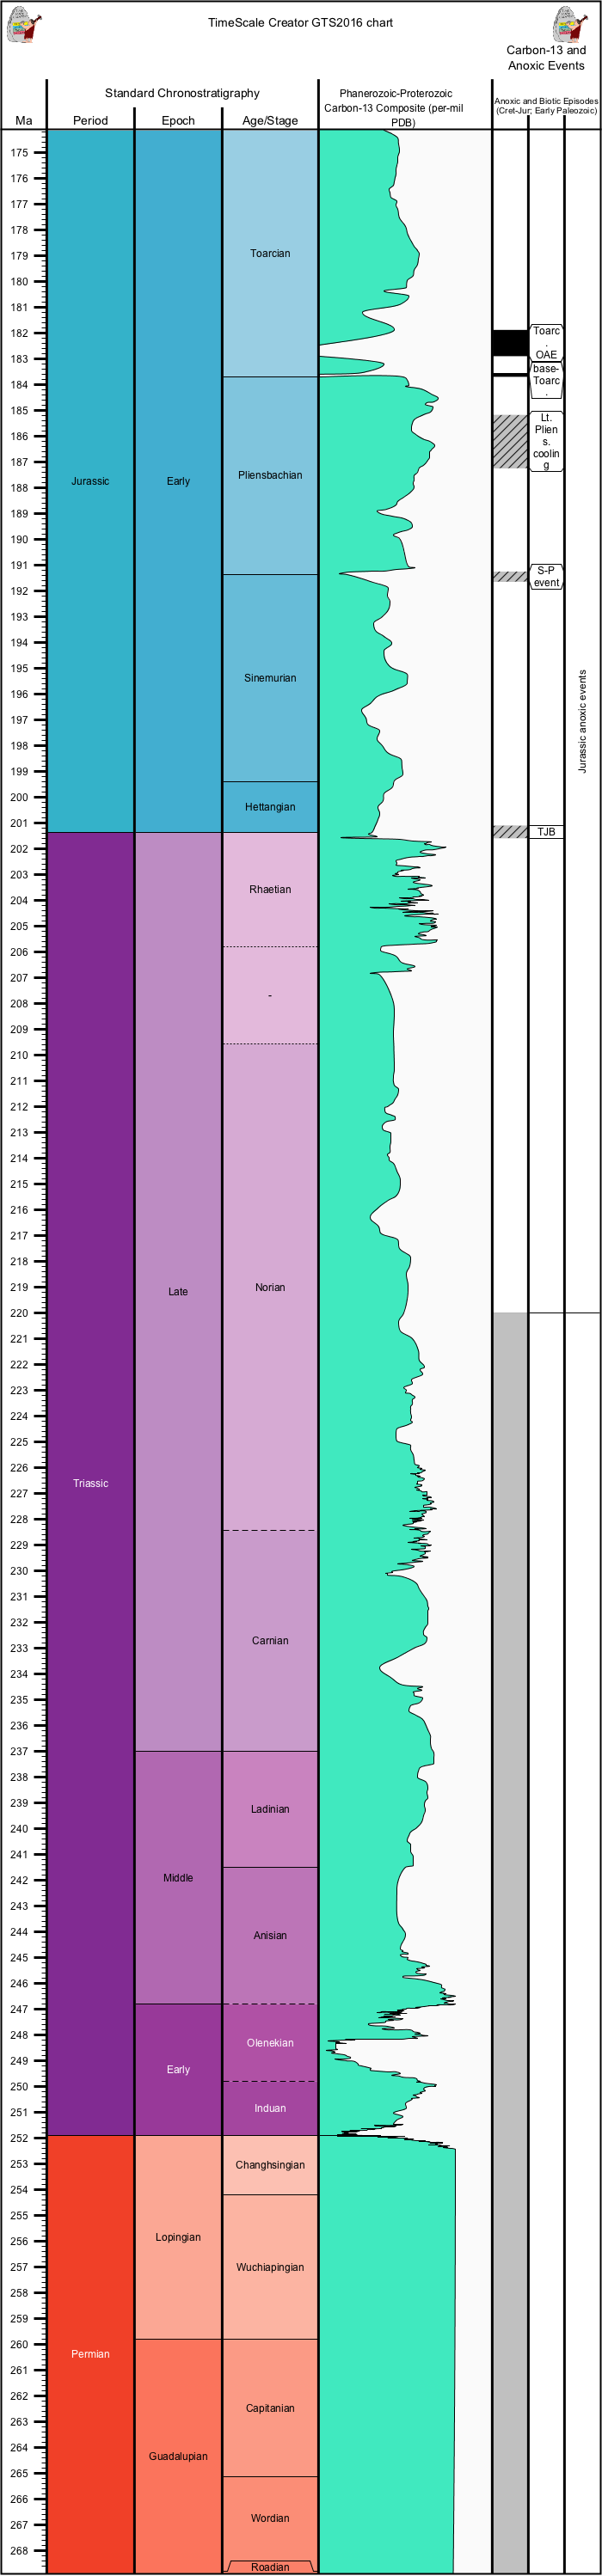 TimeScale Creator GTS2016 chart
Carbon-13 and
Anoxic Events
Standard Chronostratigraphy
Phanerozoic-Proterozoic
Carbon-13 Composite (per-mil
PDB)
Anoxic and Biotic Episodes
(Cret-Jur; Early Paleozoic)
Ma
Period
Epoch
Age/Stage
175
176
177
178
179
180
181
182
183
184
185
186
187
188
189
190
191
192
193
194
195
196
197
198
199
200
201
202
203
204
205
206
207
208
209
210
211
212
213
214
215
216
217
218
219
220
221
222
223
224
225
226
227
228
229
230
231
232
233
234
235
236
237
238
239
240
241
242
243
244
245
246
247
248
249
250
251
252
253
254
255
256
257
258
259
260
261
262
263
264
265
266
267
268
Jurassic
Triassic
Permian
Early
Late
Middle
Early
Lopingian
Guadalupian
Toarcian
Pliensbachian
Sinemurian
Hettangian
Rhaetian
-
Norian
Carnian
Ladinian
Anisian
Olenekian
Induan
Changhsingian
Wuchiapingian
Capitanian
Wordian
Roadian
Toarc
.
OAE
base-
Toarc
.
Lt.
Plien
s.
coolin
g
S-P
event
TJB
Jurassic anoxic events